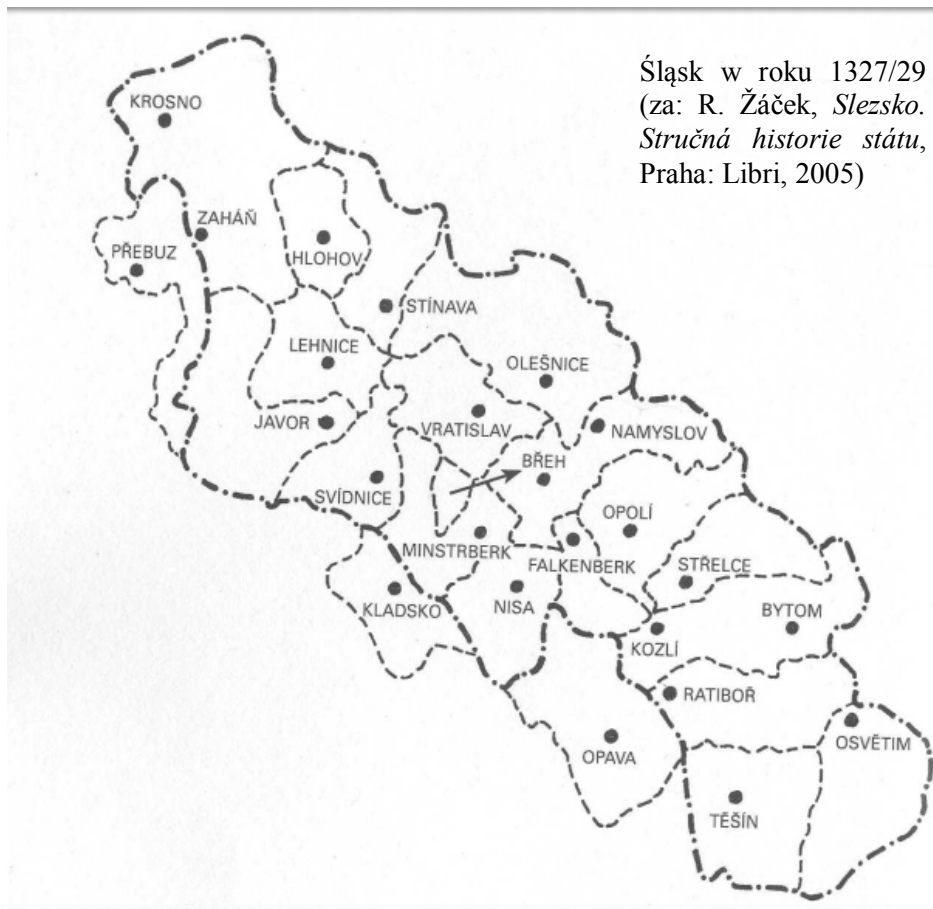 Śląsk w roku 1327/29
(za: R. Žáček, Slezsko.
Stručná historie státu,
Praha: Libri, 2005)
KROSNO
ZAHÁŇ
PŘEBUZ
HLOHOV
STÍNAVA
LEHNICE
OLEŠNICE
JAVOR
VRATISLAV
NAMYSLOV
BŘEH
SVÍDNICE
OPOLÍ
MINSTRBERK
FALKENBERK
STŘELCE
KLADSKO
NISA
BYTOM
KOZLÍ
RATIBOŘ
OSVĚTIM
OPAVA
TĚŠÍN